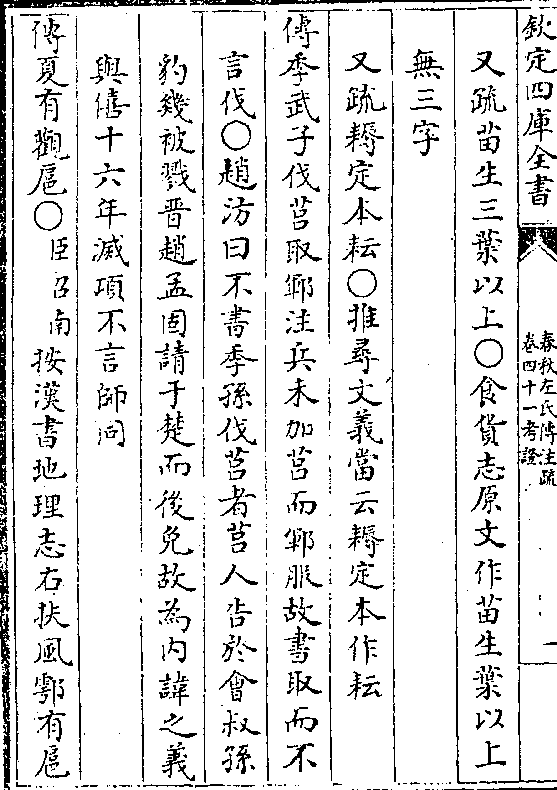 欽定四庫全書
春秋左氏傳注疏
卷四十一考證
一
又疏苗生三葉以上○食貨志原文作苗生葉以上
無三字
又疏耨定本耘○推尋文義當云耨定本作耘
傳季武子伐莒取鄆注兵未加莒而鄆服故書取而不
言伐○趙汸曰不書季孫伐莒者莒人告於會叔孫
豹幾被戮晉趙孟固請于楚而後免故為内諱之義
與僖十六年滅項不言師同
傳夏有觀扈○臣召南按漢書地理志右扶風鄠有扈